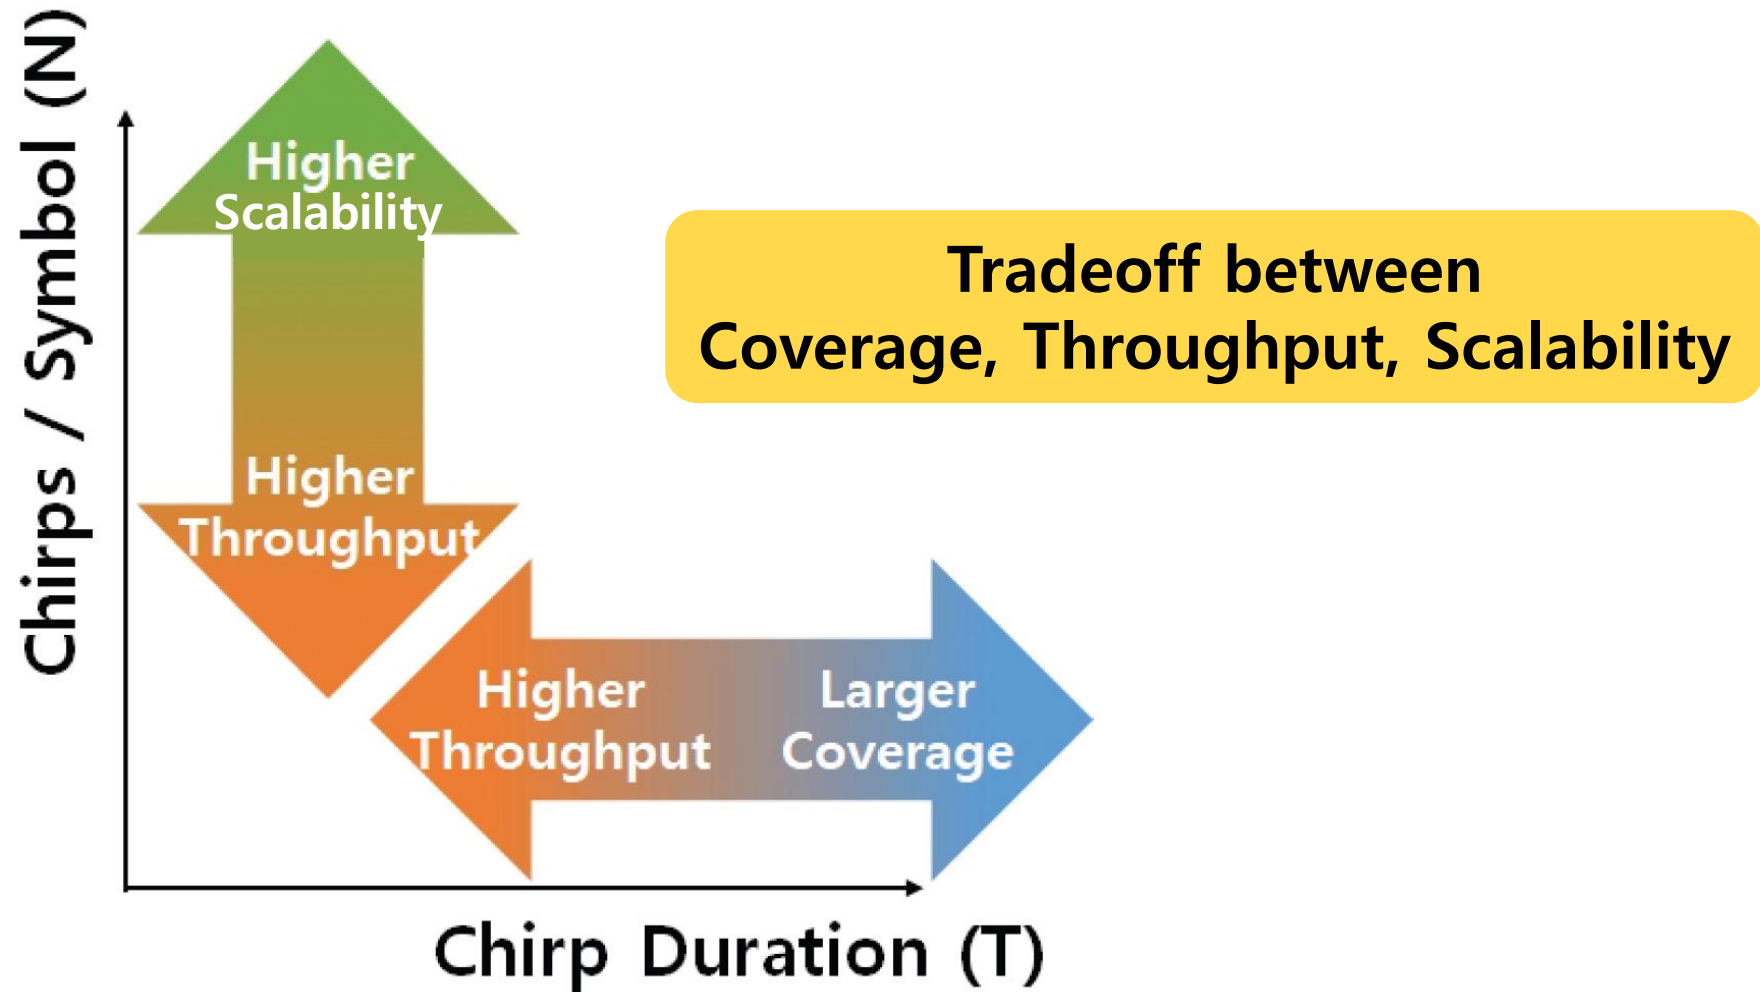 Chirps / Symbol (N)
Higher
Scalability
Higher
Throughput
Tradeoff between
Coverage, Throughput, Scalability
Higher
Throughput
Larger
Coverage
Chirp Duration (T)